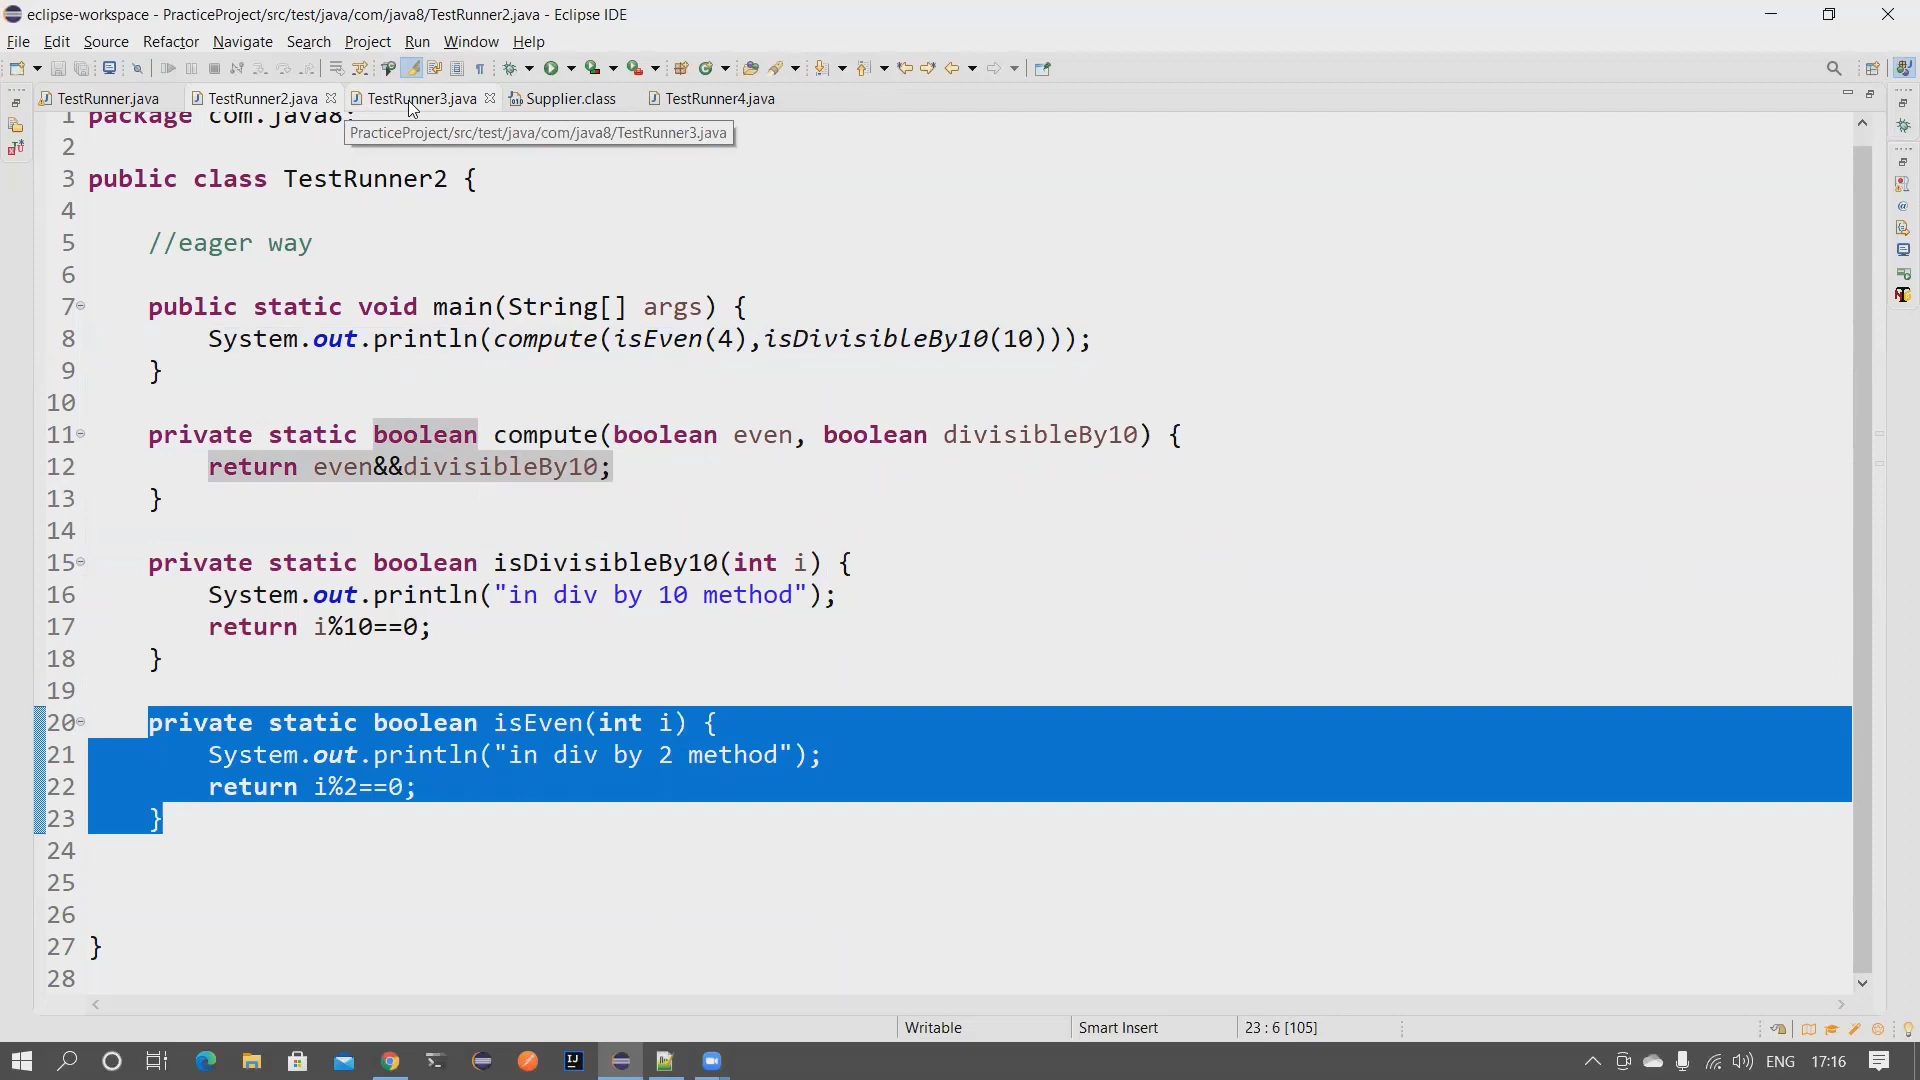 eclipse-workspace - PracticeProject/src/test/java/com/java8/TestRunner2.java - Eclipse IDE
File Edit Source Refactor Navigate Search Project Run Window Help
TestRunner.java TestRunner2.java TestRunner3.java Supplier.class TestRunner4.java
1 package com.java8;
PracticeProject/src/test/java/com/java8/TestRunner3.java
2
3 public class TestRunner2 {
4
5 //eager way
6
7 public static void main(String[] args) {
8 System.out.println(compute(isEven(4),isDivisibleBy10(10)));
9 }
10
11 private static boolean compute(boolean even, boolean divisibleBy10) {
12 return even&&divisibleBy10;
13 }
14
15 private static boolean isDivisibleBy10(int i) {
16 System.out.println("in div by 10 method");
17 return i%10==0;
18 }
19
20 private static boolean isEven(int i) {
21 System.out.println("in div by 2 method");
22 return i%2==0;
23 }
24
25
26
27 }
28
Writable Smart Insert 23 : 6 [105]
ENG 17:16